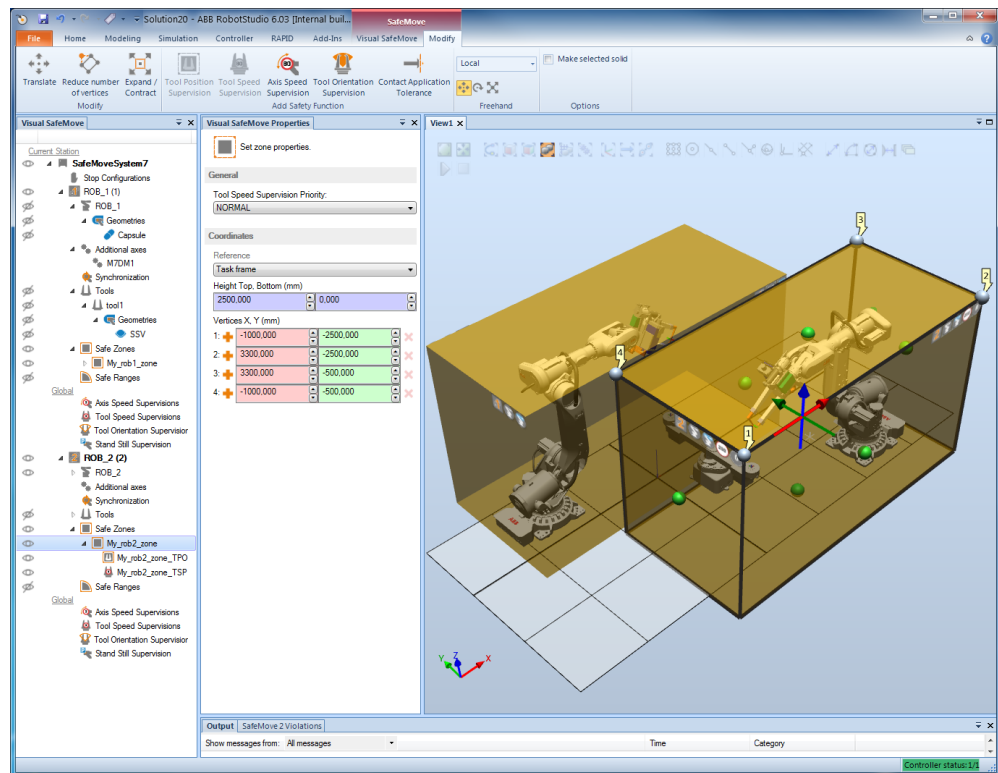 Solution20 - ABB RobotStudio 6.03 [Internal buil...
SafeMove
File Home Modeling Simulation Controller RAPID Add-Ins Visual SafeMove Modify
Translate
Reduce number of vertices
Expand / Contract
Tool Position Supervision
Tool Speed Supervision
Axis Speed Supervision
Tool Orientation Supervision
Contact Application Tolerance
Local
Make selected solid
Modify
Add Safety Function
Freehand
Options
Visual SafeMove
Current Station
SafeMoveSystem7
Stop Configurations
ROB_1 (1)
ROB_1
Geometries
Capsule
Additional axes
M7DM1
Synchronization
Tools
tool1
Geometries
SSV
Safe Zones
My_rob1_zone
Safe Ranges
Global
Axis Speed Supervisions
Tool Speed Supervisions
Tool Orientation Supervisior
Stand Still Supervision
ROB_2 (2)
ROB_2
Additional axes
Synchronization
Tools
Safe Zones
My_rob2_zone
My_rob2_zone_TPO
My_rob2_zone_TSP
Safe Ranges
Global
Axis Speed Supervisions
Tool Speed Supervisions
Tool Orientation Supervisior
Stand Still Supervision
Visual SafeMove Properties
Set zone properties.
General
Tool Speed Supervision Priority:
NORMAL
Coordinates
Reference
Task frame
Height Top, Bottom (mm)
2500,000 0,000
Vertices X, Y (mm)
1: -1000,000 -2500,000
2: 3300,000 -2500,000
3: 3300,000 -500,000
4: -1000,000 -500,000
View1
3
2
4
1
ABB
Y Z X
Output SafeMove 2 Violations
Show messages from: All messages Time Category
Controller status: 1/1